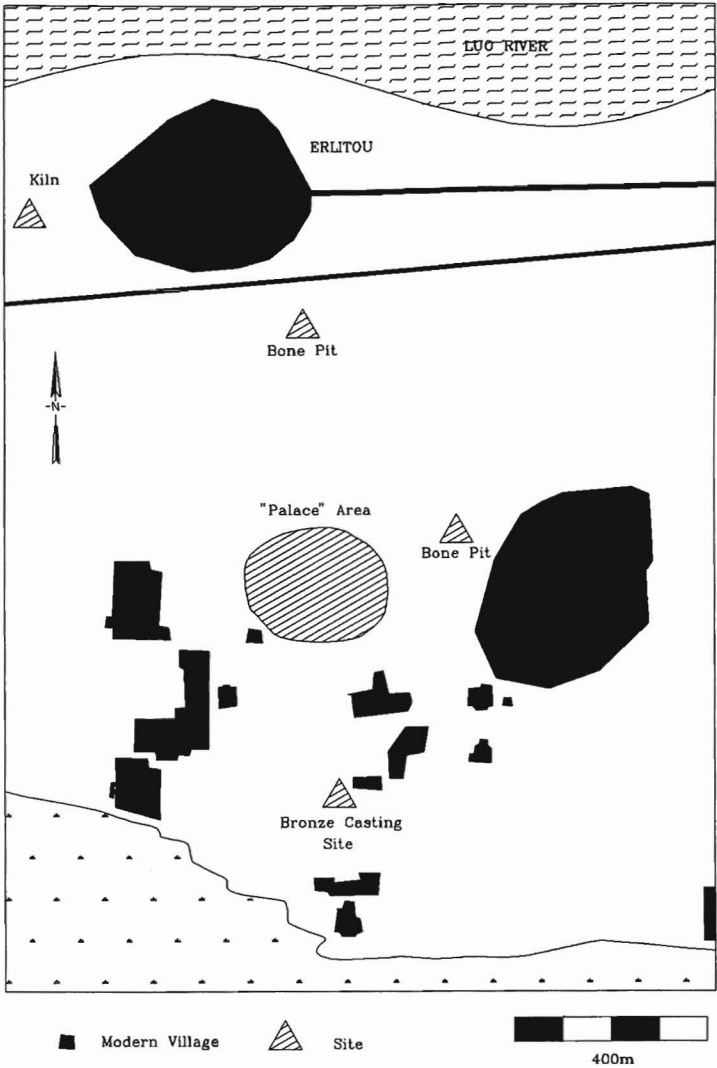 LUO RIVER
ERLITOU
Kiln
Bone Pit
-N-
"Palace" Area
Bone Pit
Bronze Casting
Site
Modern Village
Site
400m